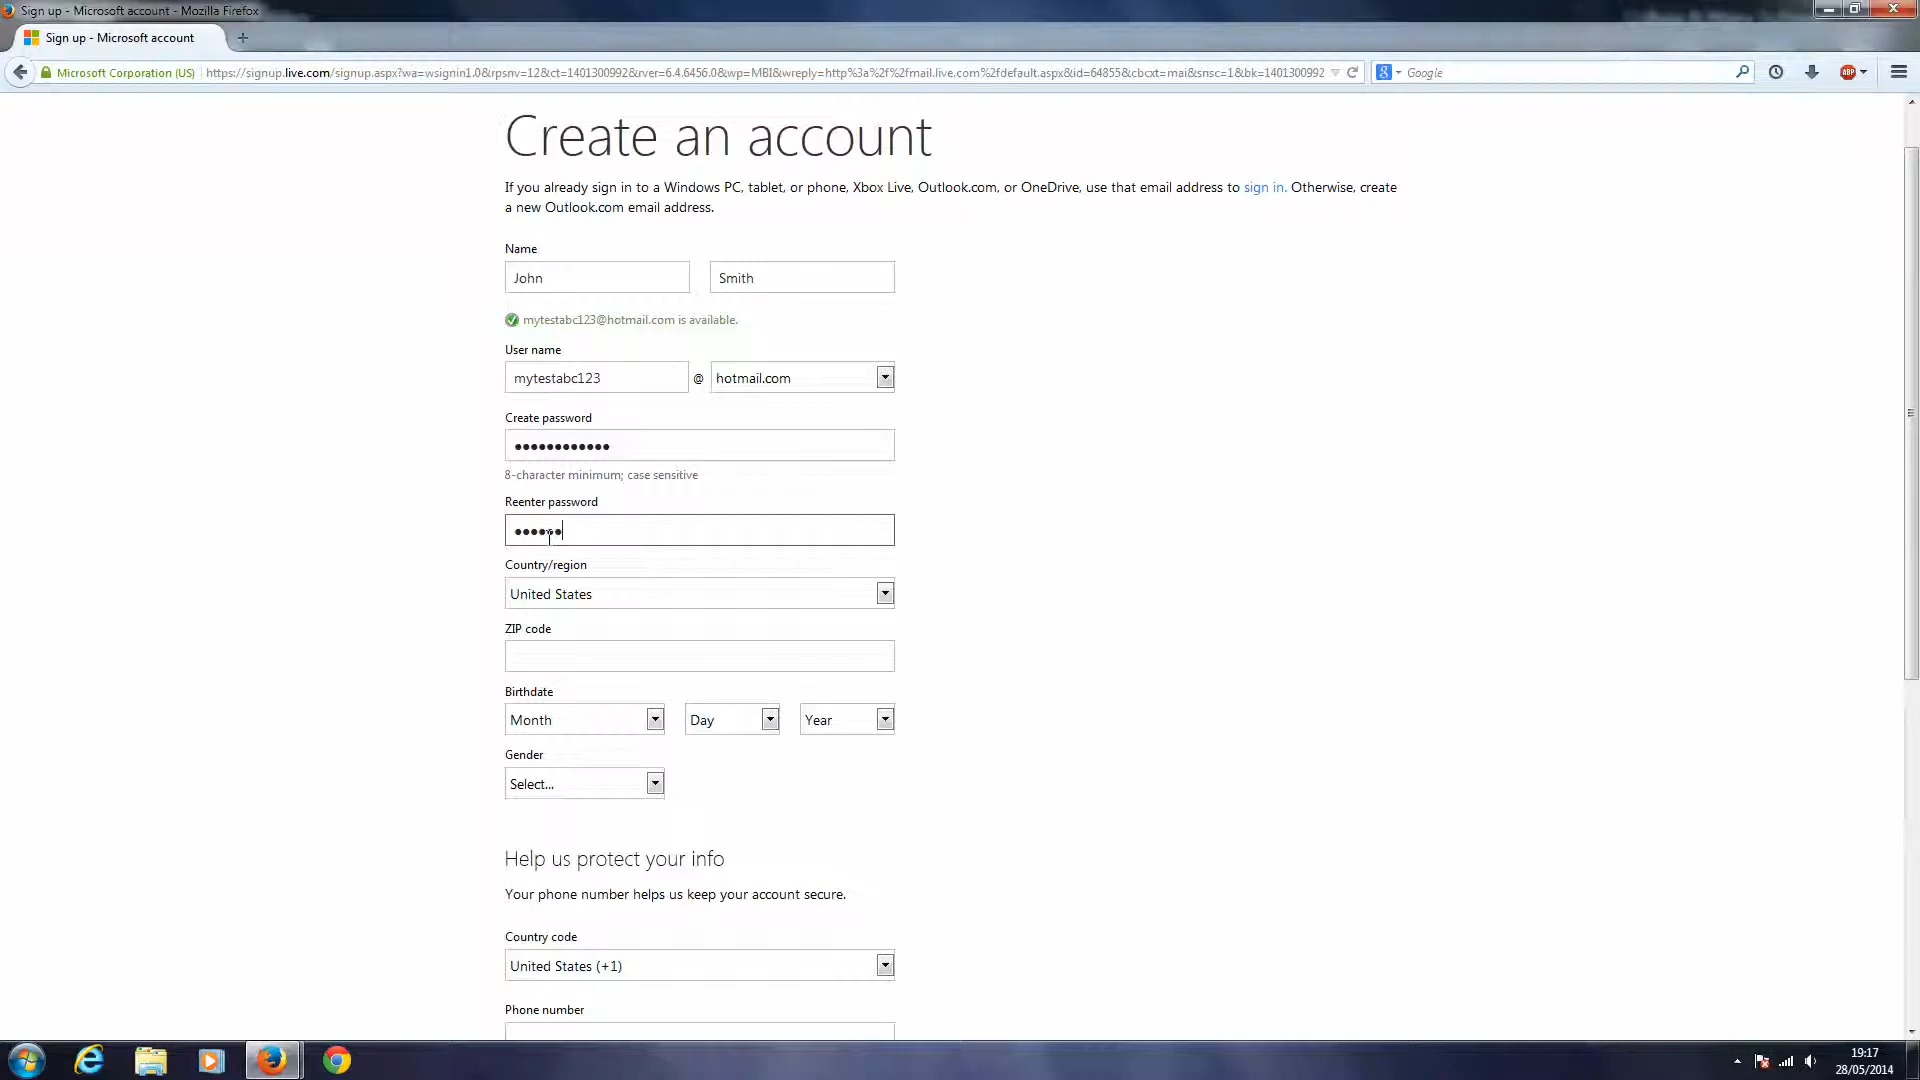 Sign up - Microsoft account - Mozilla Firefox
Sign up - Microsoft account
Microsoft Corporation (US) https://signup.live.com/signup.aspx?wa=wsignin1.0&rpsnv=12&ct=1401300992&rver=6.4.6456.0&wp=MBI&wreply=http%3a%2f%2fmail.live.com%2fdefault.aspx&id=64855&cbcxt=mai&snsc=1&bk=1401300992 Google ABP
Create an account
If you already sign in to a Windows PC, tablet, or phone, Xbox Live, Outlook.com, or OneDrive, use that email address to sign in. Otherwise, create
a new Outlook.com email address.
Name
John Smith
mytestabc123@hotmail.com is available.
User name
mytestabc123 @ hotmail.com
Create password
8-character minimum; case sensitive
Reenter password
Country/region
United States
ZIP code
Birthdate
Month Day Year
Gender
Select...
Help us protect your info
Your phone number helps us keep your account secure.
Country code
United States (+1)
Phone number
19:17
28/05/2014